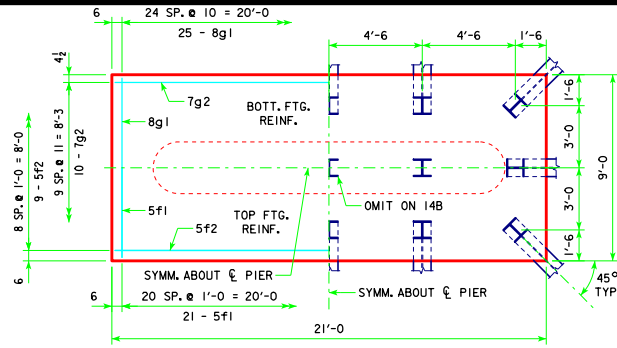 6
24 SP. @ 10 = 20'-0
25 - 8g1
4'-6
4'-6
1'-6
4½
7g2
BOTT. FTG.
REINF.
8g1
8 SP. @ 1'-0 = 8'-0
9 - 5f2
9 SP. @ 11 = 8'-3
10 - 7g2
1'-6
3'-0
9'-0
3'-0
1'-6
OMIT ON 14B
5f1
TOP FTG.
REINF.
5f2
6
SYMM. ABOUT ℄ PIER
45°
TYP
6
20 SP. @ 1'-0 = 20'-0
21 - 5f1
SYMM. ABOUT ℄ PIER
21'-0